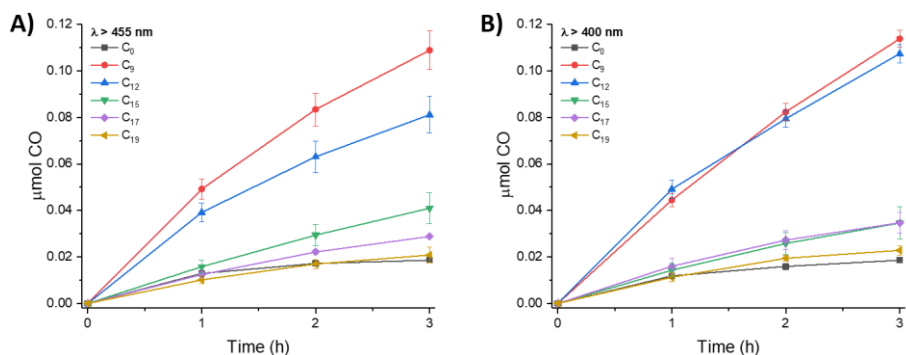 A)
λ > 455 nm
C₀
C₉
C₁₂
C₁₅
C₁₇
C₁₉
0.12
0.10
0.08
0.06
0.04
0.02
0.00
μmol CO
0 1 2 3
Time (h)
B)
λ > 400 nm
C₀
C₉
C₁₂
C₁₅
C₁₇
C₁₉
0.12
0.10
0.08
0.06
0.04
0.02
0.00
μmol CO
0 1 2 3
Time (h)